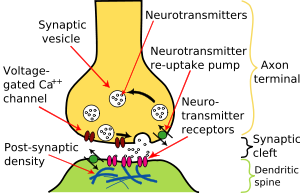 Synaptic
vesicle
Neurotransmitters
Neurotransmitter
re-uptake pump
Axon
terminal
Voltage-
gated Ca++
channel
Neuro-
transmitter
receptors
Post-synaptic
density
Synaptic
cleft
Dendritic
spine